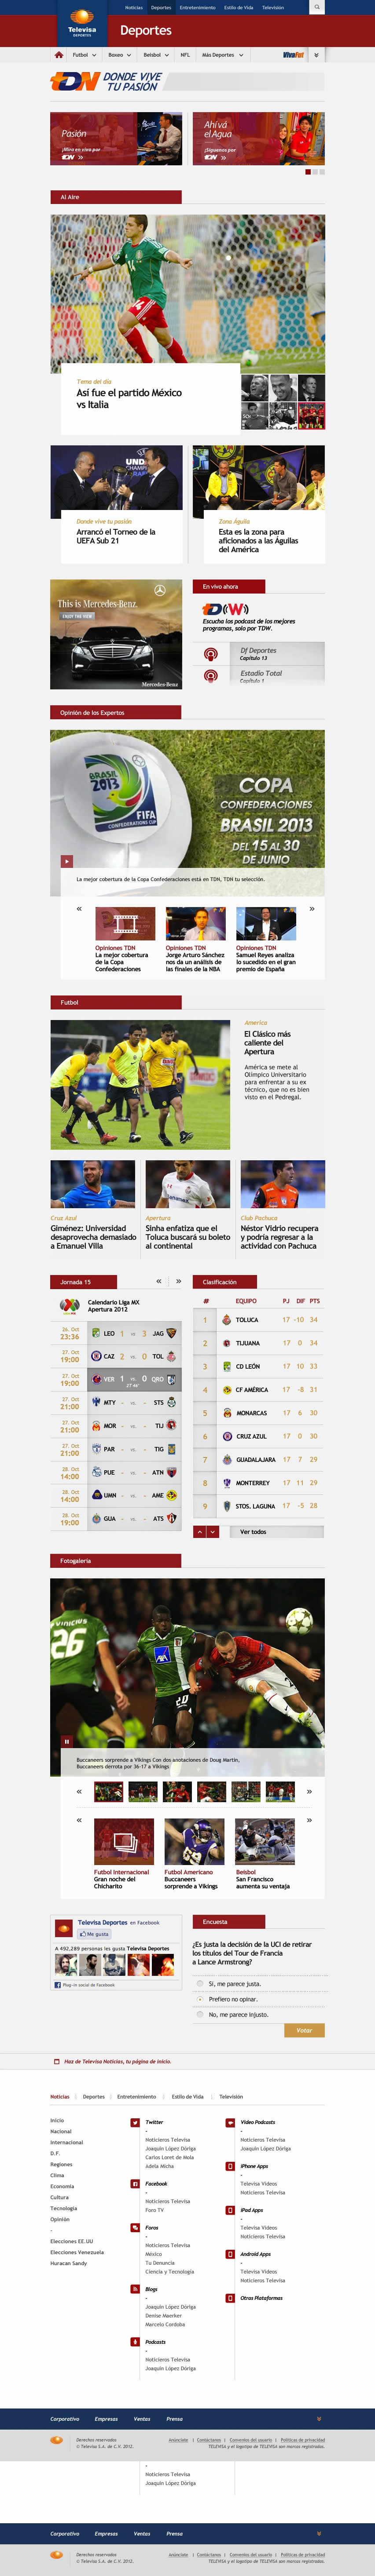 Noticias Deportes Entretenimiento Estilo de Vida Televisión
Televisa
DEPORTES
Deportes
Futbol Boxeo Beisbol NFL Más Deportes VivaFut
TDN DONDE VIVE
TU PASIÓN
Pasión
¡Mira en vivo por
TDN
Ahí vá
el Agua
¡Síguenos por
TDN
Al Aire
Tema del día
Así fue el partido México
vs Italia
Donde vive tu pasión
Arrancó el Torneo de la
UEFA Sub 21
Zona Águila
Esta es la zona para
aficionados a las Águilas
del América
This is Mercedes-Benz.
ENJOY THE VIEW
Mercedes-Benz
En vivo ahora
TD(W)
Escucha los podcast de los mejores
programas, solo por TDW.
Df Deportes
Capítulo 13
Estadio Total
Capítulo 1
Opinión de los Expertos
BRASIL
2013
FIFA
CONFEDERATIONS CUP
COPA
CONFEDERACIONES
BRASIL 2013
DEL 15 AL 30
DE JUNIO
La mejor cobertura de la Copa Confederaciones está en TDN, TDN tu selección.
Opiniones TDN
La mejor cobertura
de la Copa
Confederaciones
Opiniones TDN
Jorge Arturo Sánchez
nos da un análisis de
las finales de la NBA
Opiniones TDN
Samuel Reyes analiza
lo sucedido en el gran
premio de España
Futbol
America
El Clásico más
caliente del
Apertura
América se mete al
Olímpico Universitario
para enfrentar a su ex
técnico, que no es bien
visto en el Pedregal.
Cruz Azul
Giménez: Universidad
desaprovecha demasiado
a Emanuel Villa
Apertura
Sinha enfatiza que el
Toluca buscará su boleto
al continental
Club Pachuca
Néstor Vidrio recupera
y podría regresar a la
actividad con Pachuca
Jornada 15
Calendario Liga MX
Apertura 2012
26. Oct
23:36
LEO 1 vs 3 JAG
27. Oct
19:00
CAZ 2 vs. 0 TOL
27. Oct
19:00
VER 1 vs. 0 QRO
27' 46''
27. Oct
21:00
MTY - vs. - STS
27. Oct
21:00
MOR - vs. - TIJ
27. Oct
21:00
PAR - vs. - TIG
28. Oct
14:00
PUE - vs. - ATN
28. Oct
14:00
UMN - vs. - AME
28. Oct
19:00
GUA - vs. - ATS
Clasificación
# EQUIPO PJ DIF PTS
1 TOLUCA 17 -10 34
2 TIJUANA 17 0 34
3 CD LEÓN 17 10 33
4 CF AMÉRICA 17 -8 31
5 MONARCAS 17 6 30
6 CRUZ AZUL 17 0 30
7 GUADALAJARA 17 7 29
8 MONTERREY 17 11 29
9 STOS. LAGUNA 17 -5 28
Ver todos
Fotogalería
VINICIUS
26
AXA
20
Buccaneers sorprende a Vikings Con dos anotaciones de Doug Martin,
Buccaneers derrota por 36-17 a Vikings
Futbol Internacional
Gran noche del
Chicharito
Futbol Americano
Buccaneers
sorprende a Vikings
Beisbol
San Francisco
aumenta su ventaja
Televisa Deportes en Facebook
Me gusta
A 492,289 personas les gusta Televisa Deportes
Plug-in social de Facebook
Encuesta
¿Es justa la decisión de la UCI de retirar
los títulos del Tour de Francia
a Lance Armstrong?
Sí, me parece justa.
Prefiero no opinar.
No, me parece injusto.
Votar
Haz de Televisa Noticias, tu página de inicio.
Noticias Deportes Entretenimiento Estilo de Vida Televisión
Inicio
Nacional
Internacional
D.F.
Regiones
Clima
Economía
Cultura
Tecnología
Opinión
-
Elecciones EE.UU
Elecciones Venezuela
Huracan Sandy
Twitter
-
Noticieros Televisa
Joaquín López Dóriga
Carlos Loret de Mola
Adela Micha
Facebook
-
Noticieros Televisa
Foro TV
Foros
-
Noticieros Televisa
México
Tu Denuncia
Ciencia y Tecnología
Blogs
-
Joaquín López Dóriga
Denise Maerker
Marcelo Cordoba
Podcasts
-
Noticieros Televisa
Joaquín López Dóriga
Video Podcasts
-
Noticieros Televisa
Joaquín López Dóriga
iPhone Apps
-
Televisa Videos
Noticieros Televisa
iPad Apps
-
Televisa Videos
Noticieros Televisa
Android Apps
-
Televisa Videos
Noticieros Televisa
Otras Plataformas
Corporativo Empresas Ventas Prensa
Derechos reservados
© Televisa S.A. de C.V. 2012.
Anúnciate | Contáctanos | Convenios del usuario | Políticas de privacidad
TELEVISA y el logotipo de TELEVISA son marcas registradas.
-
Noticieros Televisa
Joaquín López Dóriga
Corporativo Empresas Ventas Prensa
Derechos reservados
© Televisa S.A. de C.V. 2012.
Anúnciate | Contáctanos | Convenios del usuario | Políticas de privacidad
TELEVISA y el logotipo de TELEVISA son marcas registradas.